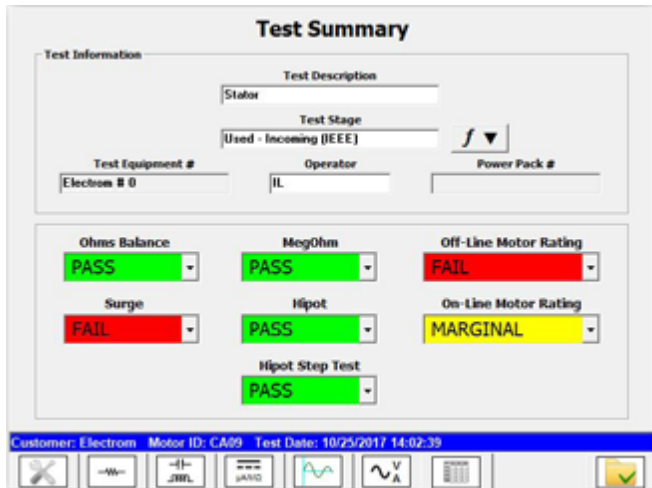 Test Summary
Test Information
Test Description
Stator
Test Stage
Used - Incoming (IEEE)
f ▼
Test Equipment # Operator Power Pack #
Electrom # 0 IL
Ohms Balance MegOhm Off-Line Motor Rating
PASS PASS FAIL
Surge Hipot On-Line Motor Rating
FAIL PASS MARGINAL
Hipot Step Test
PASS
Customer: Electrom Motor ID: CA09 Test Date: 10/25/2017 14:02:39
µA/MΩ V
A